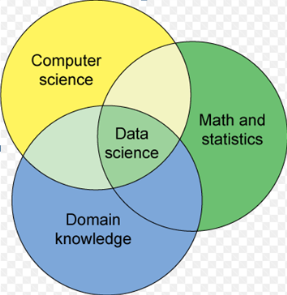 Computer
science
Math and
statistics
Data
science
Domain
knowledge